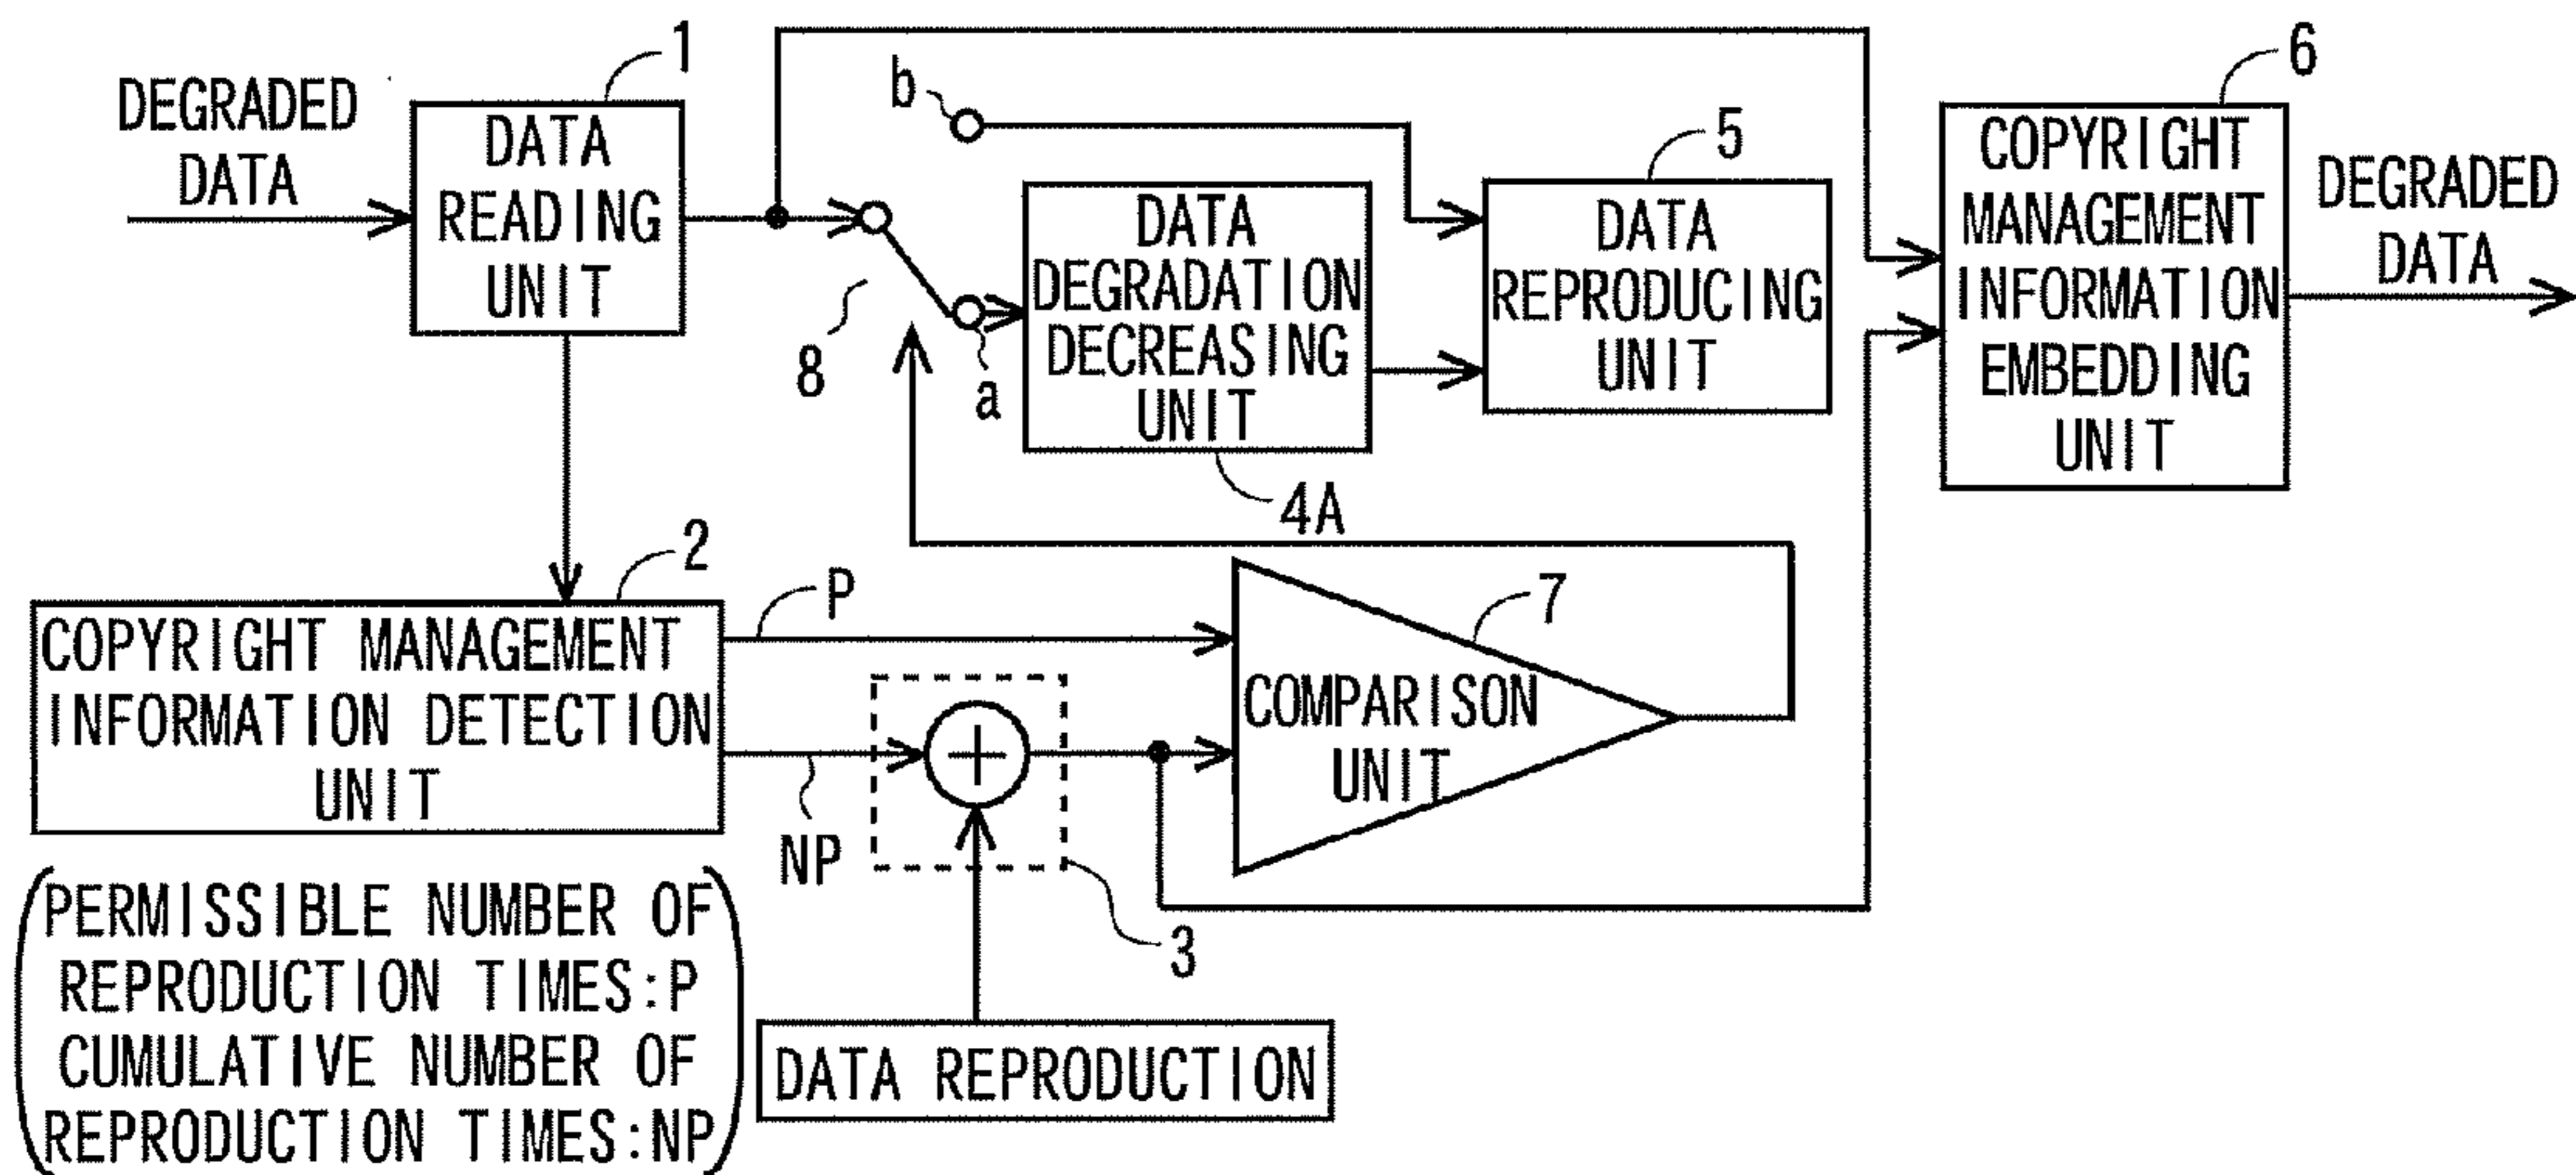 DEGRADED
DATA
1
DATA
READING
UNIT
b
8
a
DATA
DEGRADATION
DECREASING
UNIT
4A
5
DATA
REPRODUCING
UNIT
6
COPYRIGHT
MANAGEMENT
INFORMATION
EMBEDDING
UNIT
DEGRADED
DATA
2
COPYRIGHT MANAGEMENT
INFORMATION DETECTION
UNIT
P
NP
+
3
7
COMPARISON
UNIT
PERMISSIBLE NUMBER OF
REPRODUCTION TIMES:P
CUMULATIVE NUMBER OF
REPRODUCTION TIMES:NP
DATA REPRODUCTION